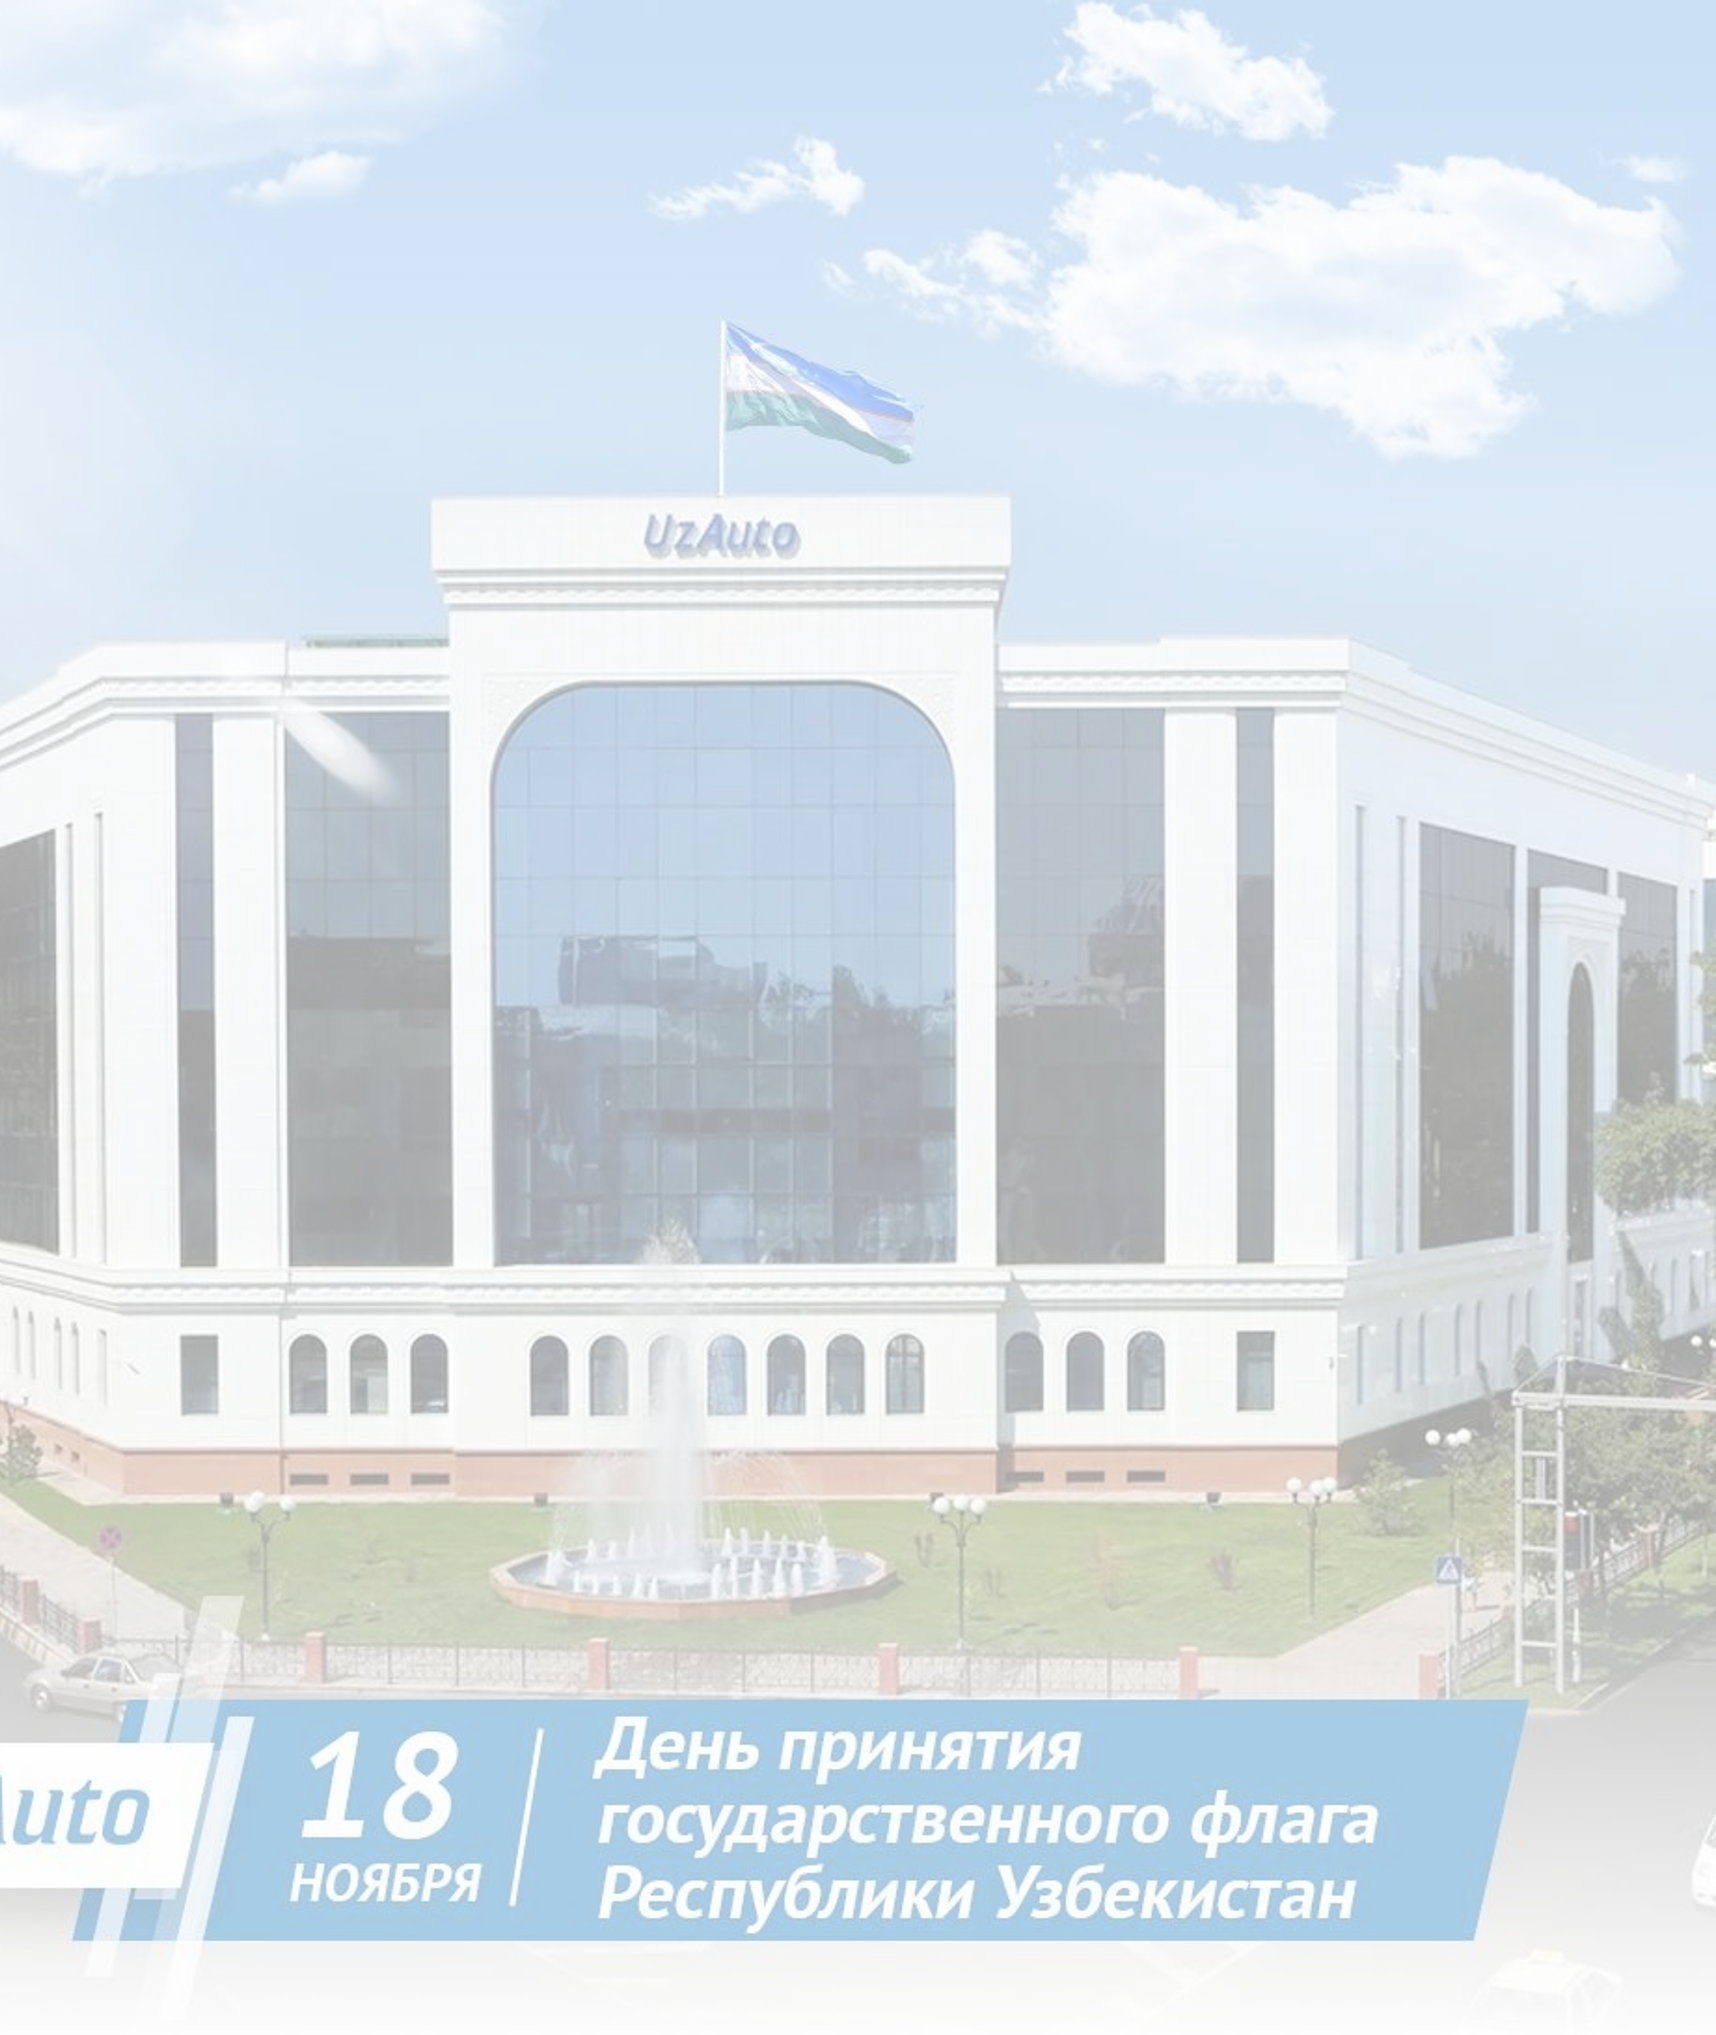 UzAuto
Auto
18
НОЯБРЯ
День принятия
государственного флага
Республики Узбекистан